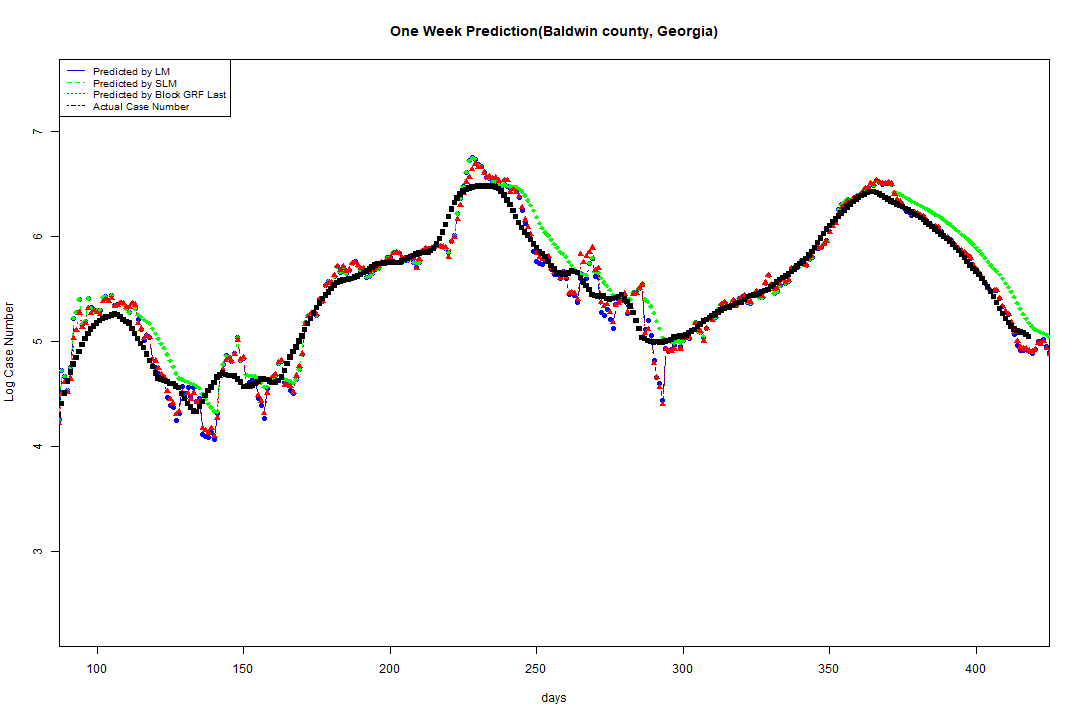 One Week Prediction(Baldwin county, Georgia)
Predicted by LM
Predicted by SLM
Predicted by Block GRF Last
Actual Case Number
7
6
5
4
3
Log Case Number
100 150 200 250 300 350 400
days